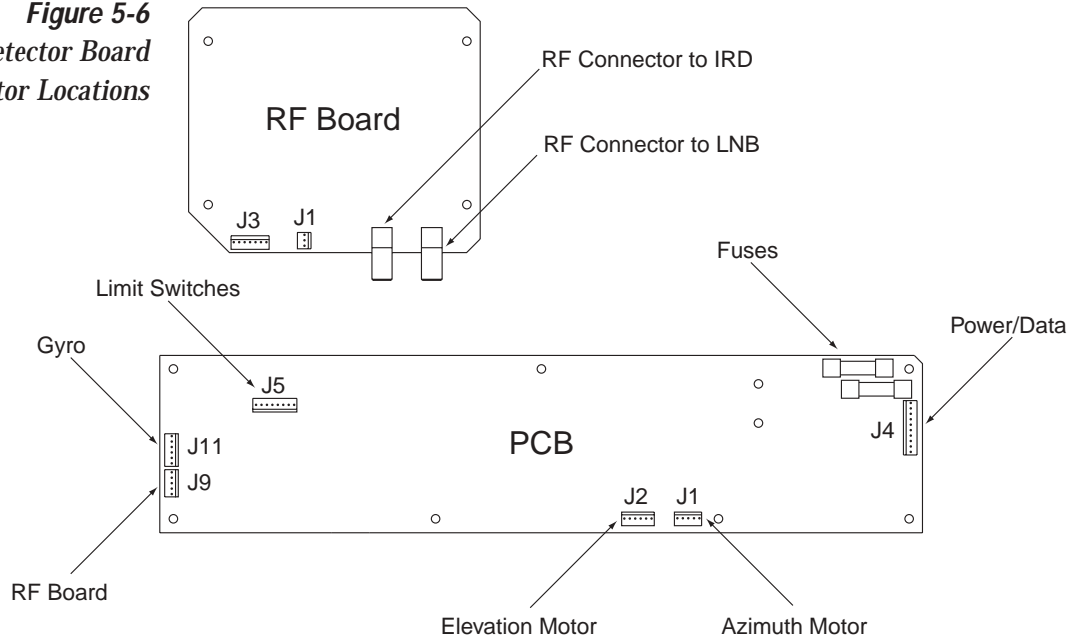 Figure 5-6
etector Board
tor Locations
RF Connector to IRD
RF Board
RF Connector to LNB
J3
J1
Fuses
Limit Switches
Power/Data
Gyro
J5
J4
PCB
J11
J9
J2
J1
RF Board
Elevation Motor
Azimuth Motor